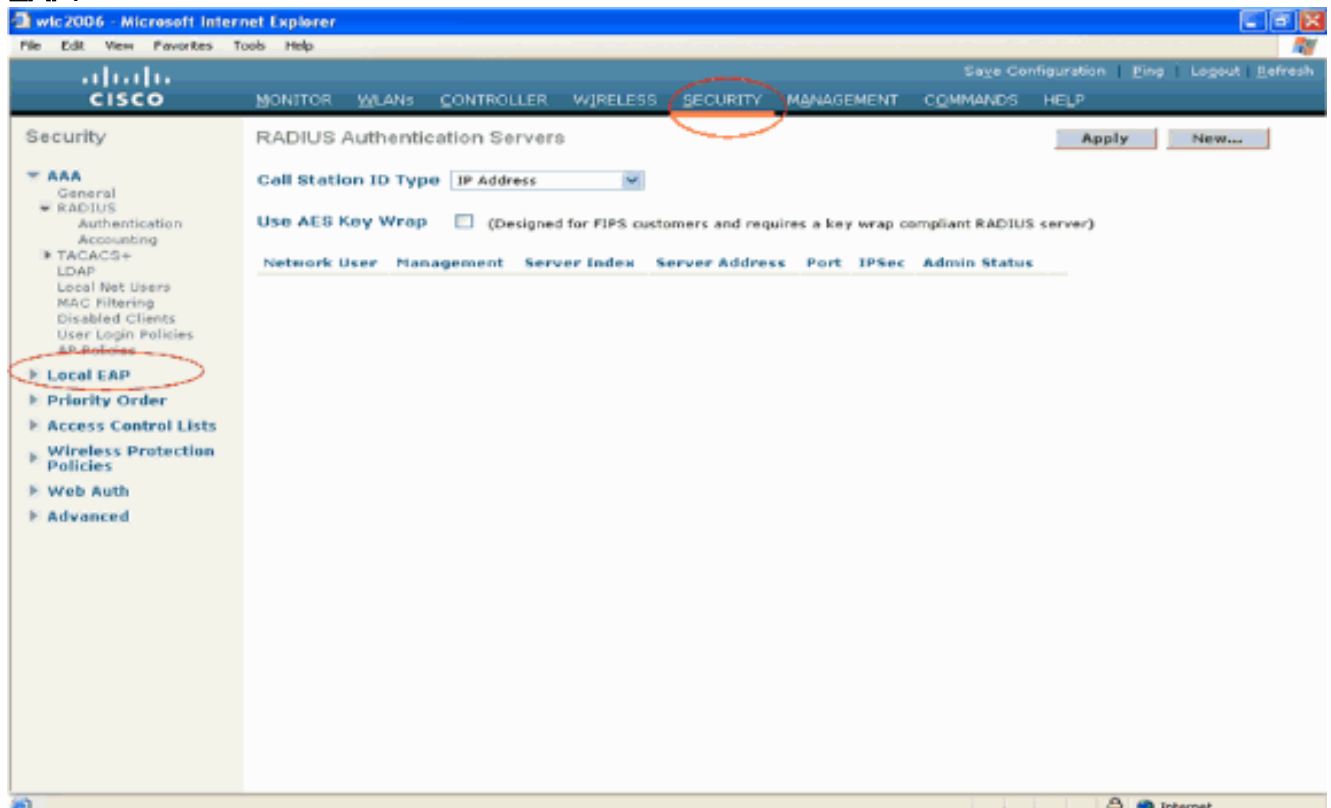 wlc2006 - Microsoft Internet Explorer
File Edit View Favorites Tools Help
Save Configuration | Ping | Logout | Refresh
CISCO
MONITOR WLANs CONTROLLER WIRELESS SECURITY MANAGEMENT COMMANDS HELP
Security
RADIUS Authentication Servers
Apply
New...
AAA
General
RADIUS
Authentication
Accounting
TACACS+
LDAP
Local Net Users
MAC Filtering
Disabled Clients
User Login Policies
AP Policies
Local EAP
Priority Order
Access Control Lists
Wireless Protection
Policies
Web Auth
Advanced
Call Station ID Type IP Address
Use AES Key Wrap (Designed for FIPS customers and requires a key wrap compliant RADIUS server)
Network User Management Server Index Server Address Port IPSec Admin Status
Internet